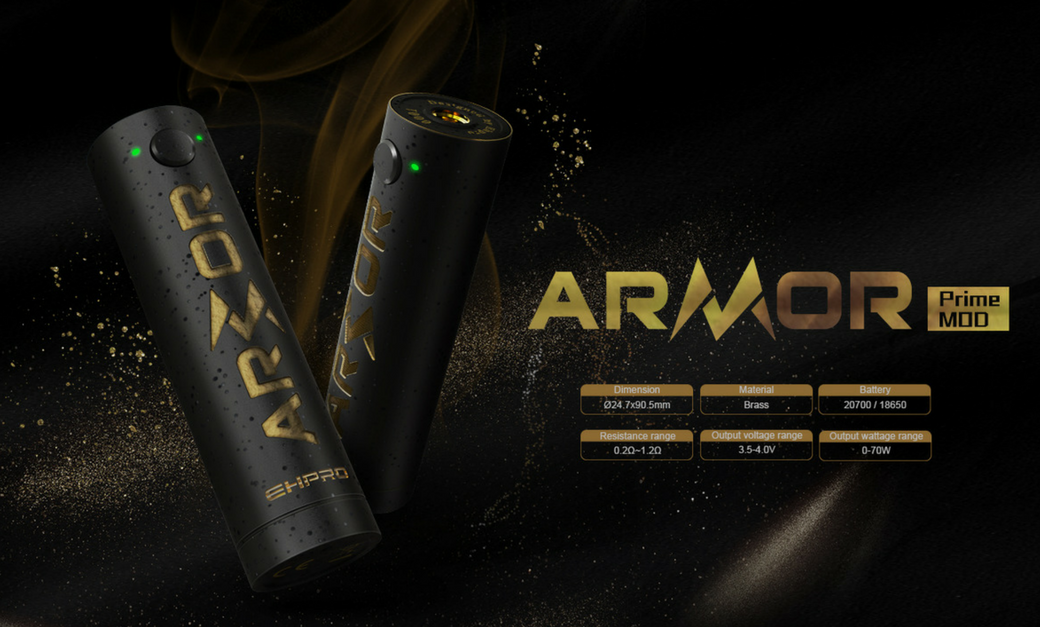 ARMOR
EHPRO
ARMOR
ARMOR
Prime
MOD
Dimension
Ø24.7x90.5mm
Material
Brass
Battery
20700 / 18650
Resistance range
0.2Ω~1.2Ω
Output voltage range
3.5-4.0V
Output wattage range
0-70W